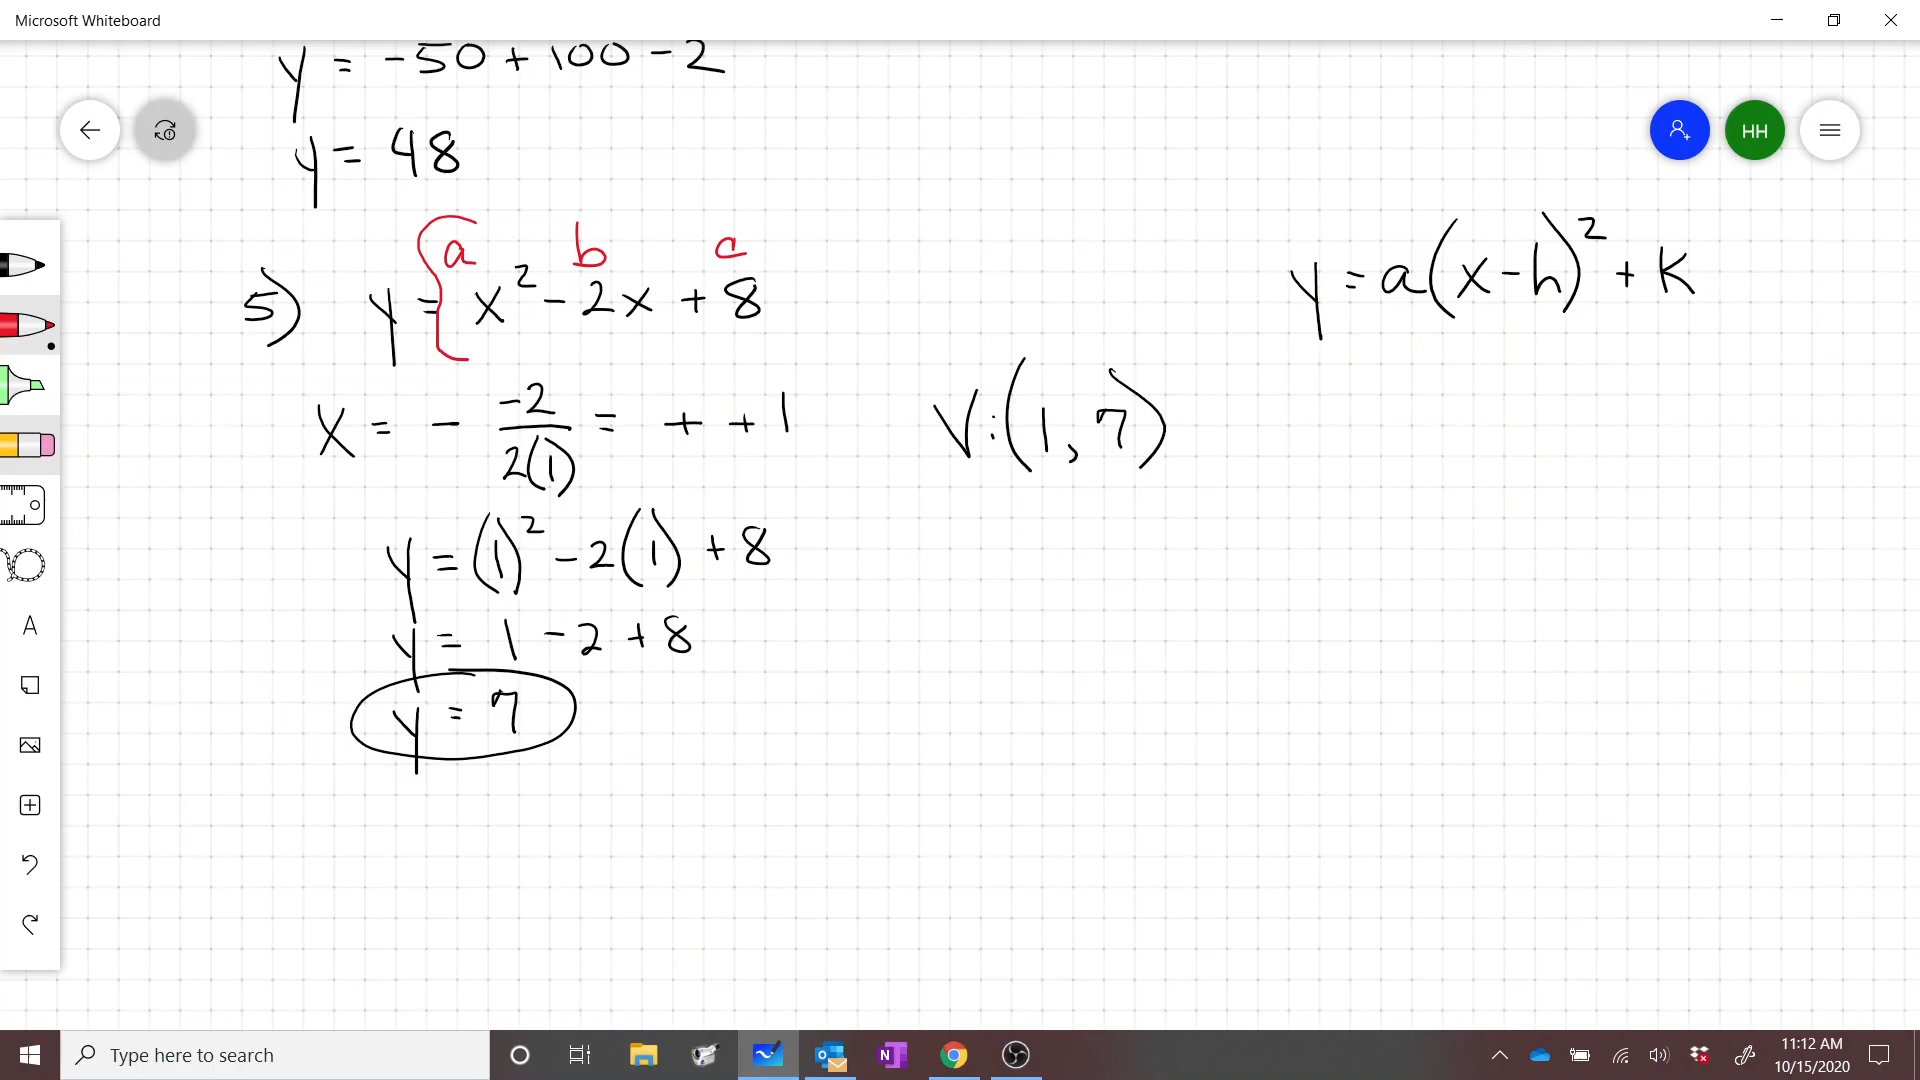 Microsoft Whiteboard
y = -50 + 100 - 2
y = 48
HH
a b c
5) y = x² - 2x + 8
y = a(x-h)² + k
x = - -2/2(1) = + + 1
V: (1, 7)
y = (1)² - 2(1) + 8
y = 1 - 2 + 8
y = 7
A
Type here to search
N
11:12 AM
10/15/2020